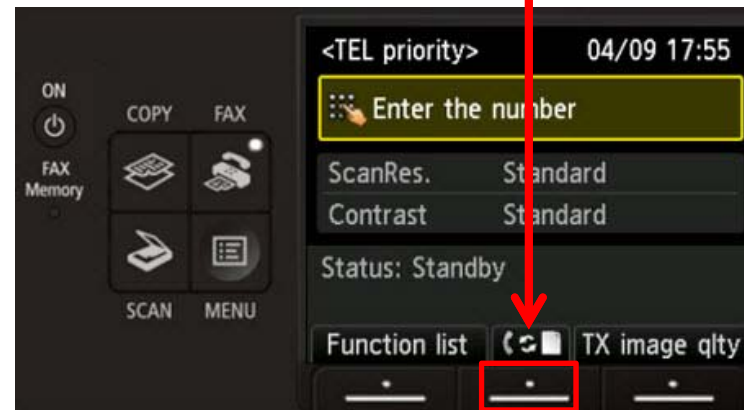 <TEL priority> 04/09 17:55
ON
COPY FAX
Enter the number
FAX
Memory
ScanRes. Standard
Contrast Standard
Status: Standby
SCAN MENU
Function list TX image qlty